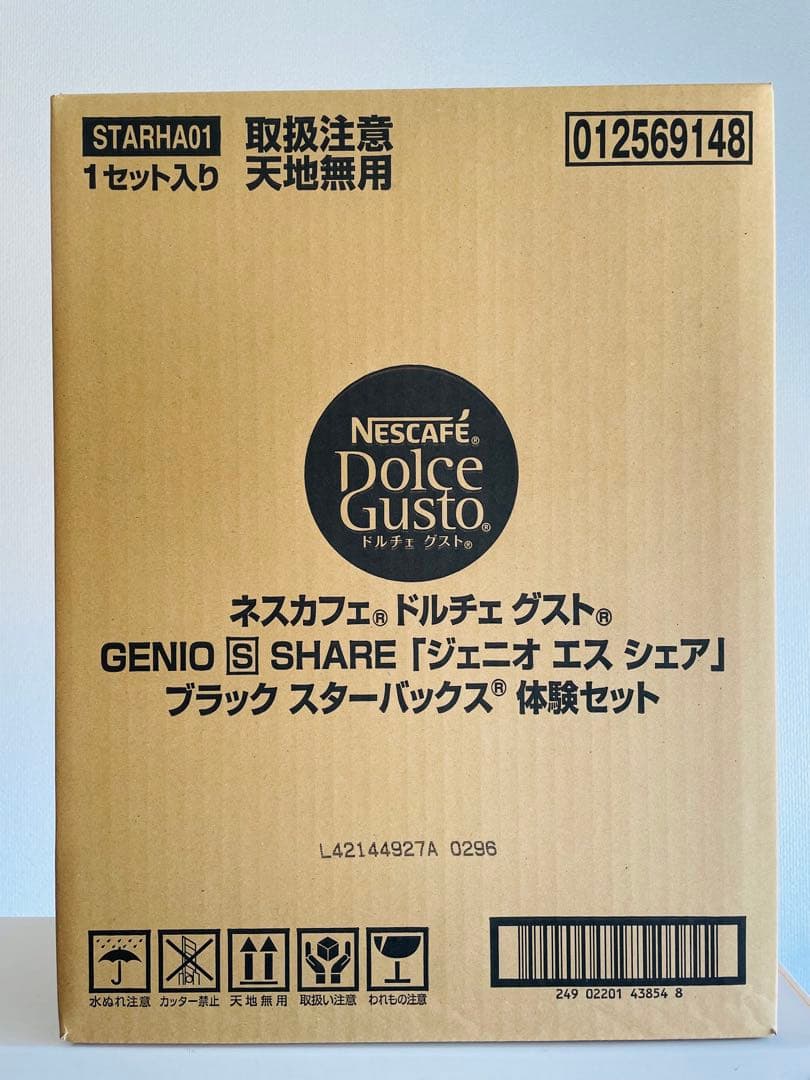 STARHA01
1セット入り
取扱注意
天地無用
012569148
NESCAFÉ®
Dolce
Gusto®
ドルチェ グスト®
ネスカフェ® ドルチェ グスト®
GENIO S SHARE「ジェニオ エス シェア」
ブラック スターバックス® 体験セット
L42144927A 0296
水ぬれ注意
カッター禁止
天地無用
取扱い注意
われもの注意
249 02201 43854 8